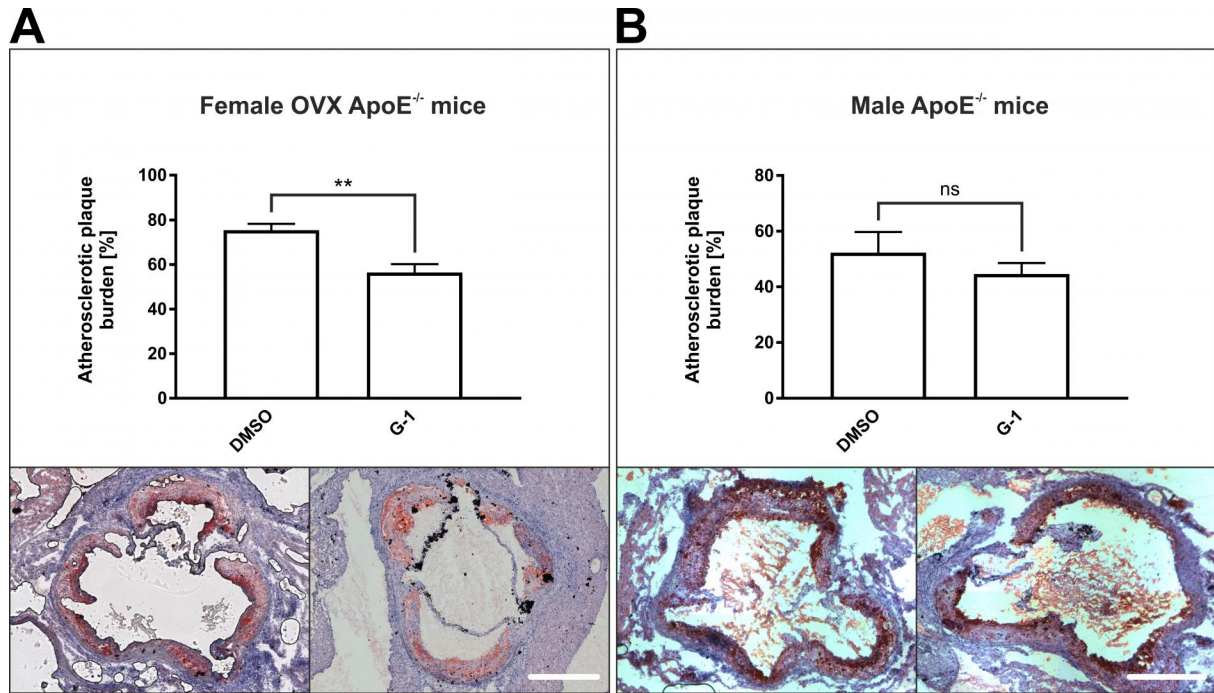 A
Female OVX ApoE-/- mice
Atherosclerotic plaque
burden [%]
100
80
60
40
20
0
**
DMSO
G-1
B
Male ApoE-/- mice
Atherosclerotic plaque
burden [%]
80
60
40
20
0
ns
DMSO
G-1